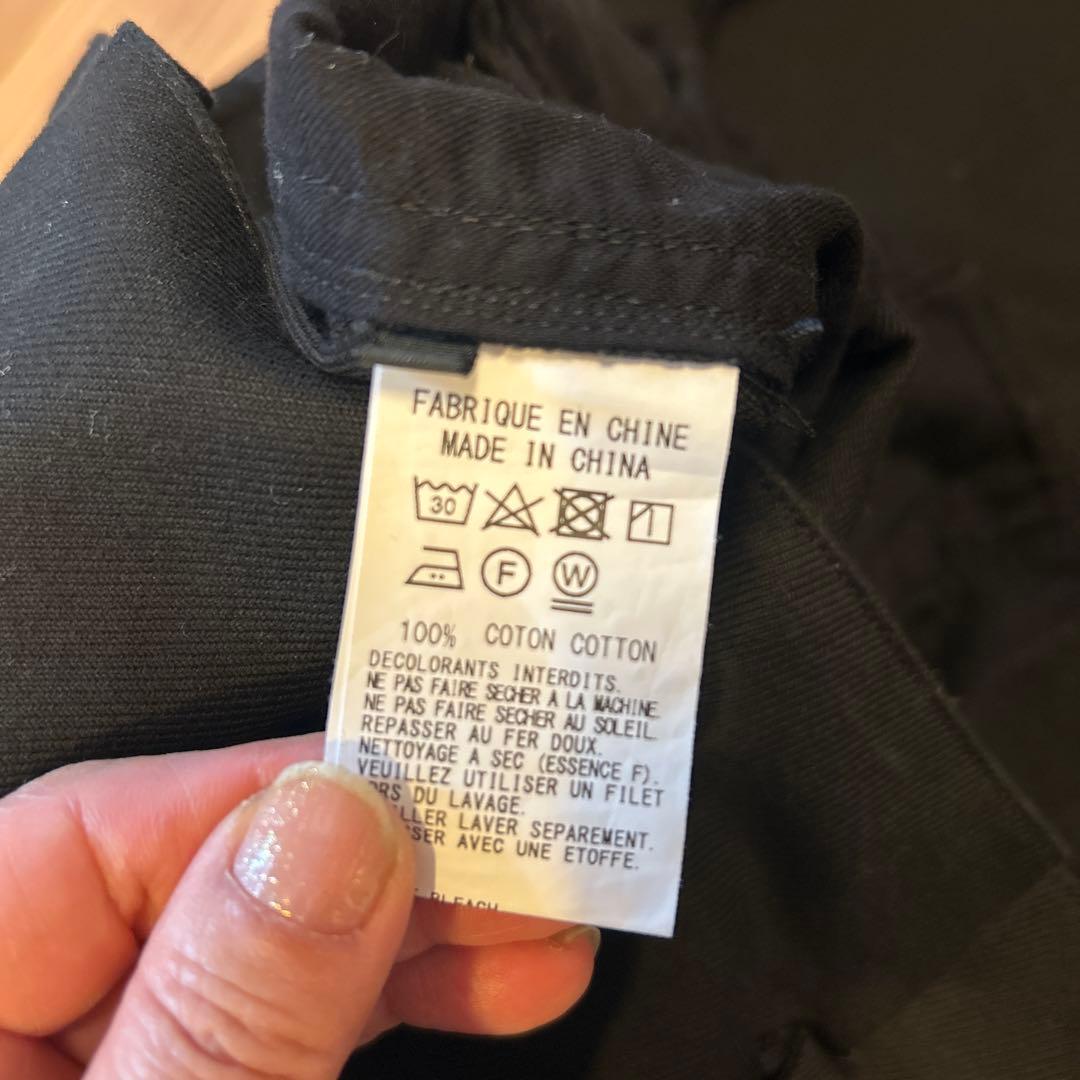 FABRIQUE EN CHINE
MADE IN CHINA
30
F W
100% COTON COTTON
DECOLORANTS INTERDITS.
NE PAS FAIRE SECHER A LA MACHINE.
NE PAS FAIRE SECHER AU SOLEIL.
REPASSER AU FER DOUX.
NETTOYAGE A SEC (ESSENCE F).
VEUILLEZ UTILISER UN FILET
DU LAVAGE.
LAVER SEPAREMENT.
AVEC UNE ETOFFE.
BLEACH